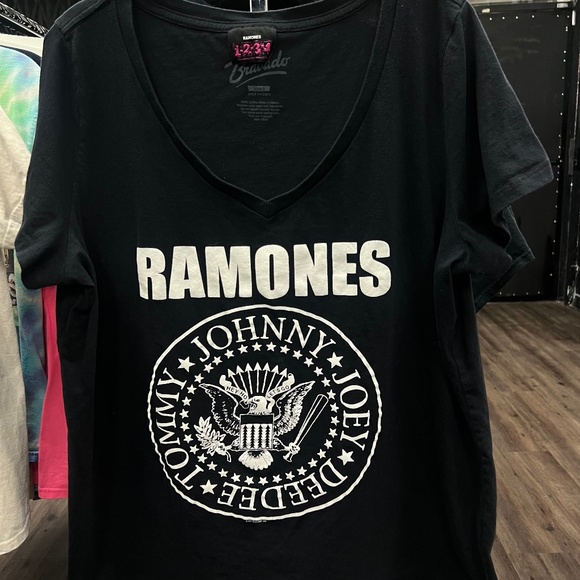 RAMONES
1-2-3-4
Bravado
RAMONES
JOHNNY
JOEY
DEEDEE
TOMMY